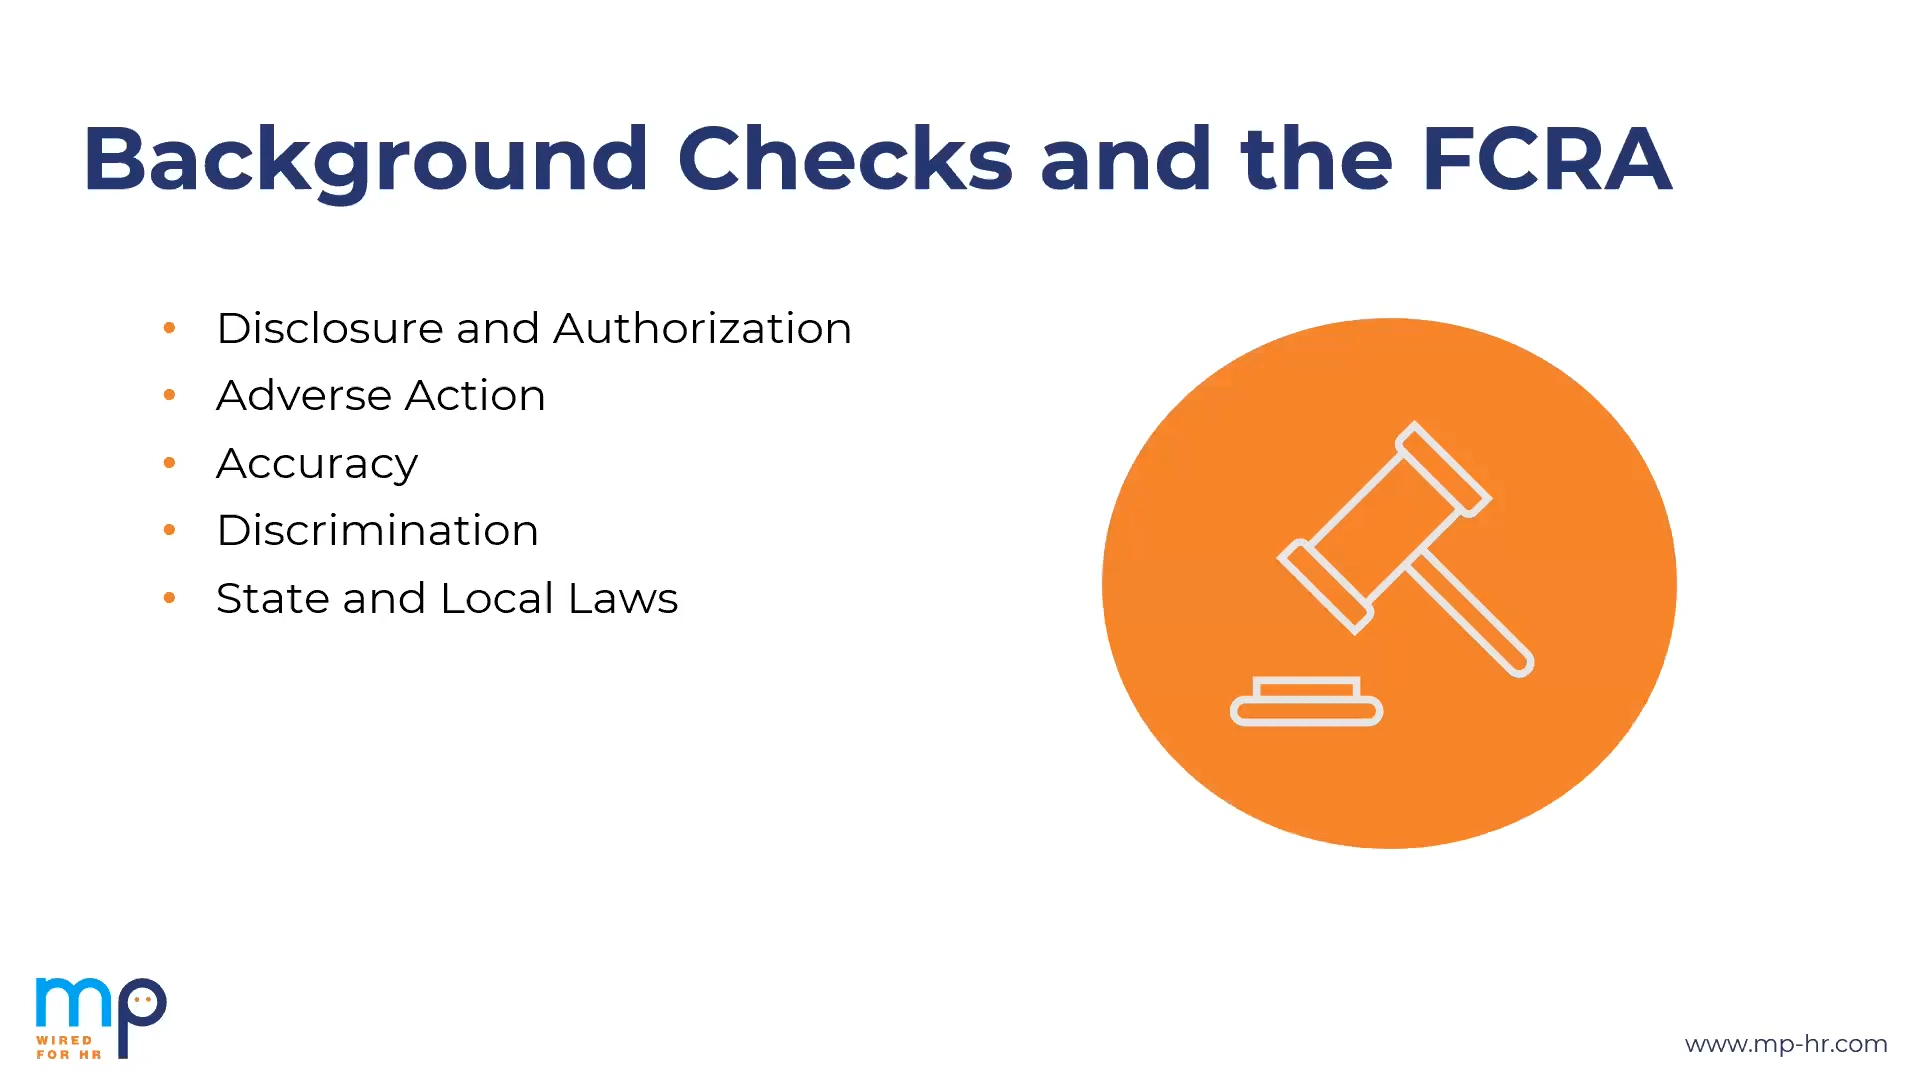 Background Checks and the FCRA
• Disclosure and Authorization
• Adverse Action
• Accuracy
• Discrimination
• State and Local Laws
mp
WIRED
FOR HR
www.mp-hr.com